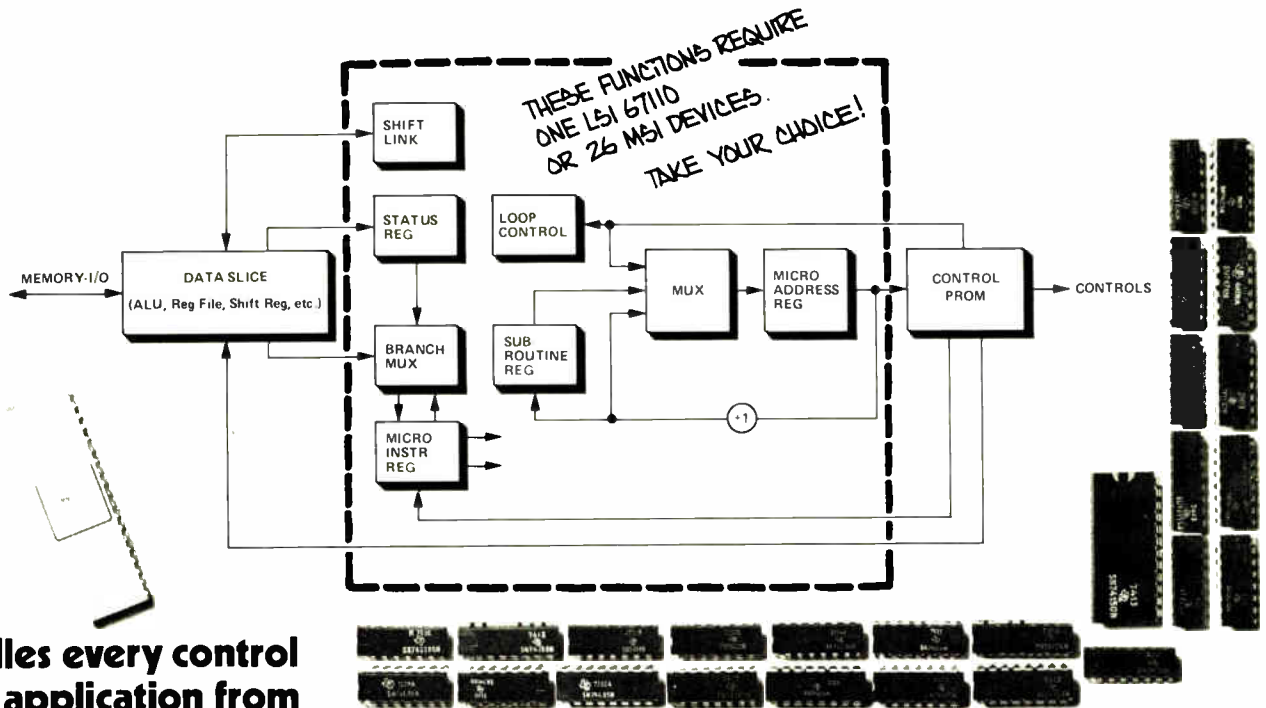 THESE FUNCTIONS REQUIRE
ONE LSI 67110
OR 26 MSI DEVICES.
TAKE YOUR CHOICE!
SHIFT
LINK
STATUS
REG
LOOP
CONTROL
MEMORY-I/O
DATA SLICE
(ALU, Reg File, Shift Reg, etc.)
MUX
MICRO
ADDRESS
REG
CONTROL
PROM
CONTROLS
BRANCH
MUX
SUB
ROUTINE
REG
+1
MICRO
INSTR
REG
7413
SN74150N
lles every control
application from